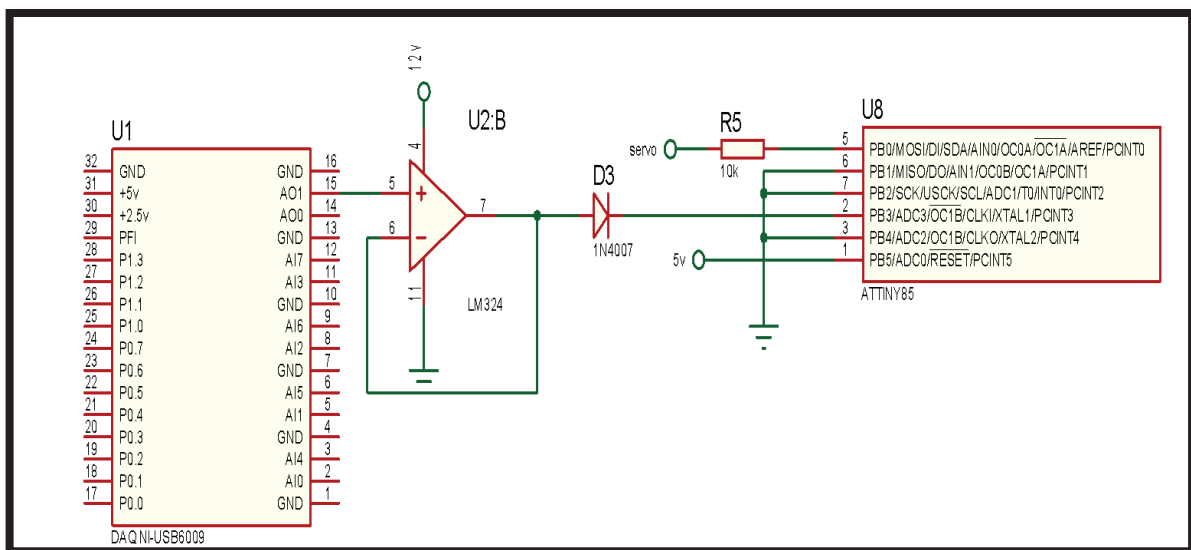 U1
32 GND GND 16
31 +5v AO1 15
30 +2.5v AO0 14
29 PFI GND 13
28 P1.3 AI7 12
27 P1.2 AI3 11
26 P1.1 GND 10
25 P1.0 AI6 9
24 P0.7 AI2 8
23 P0.6 GND 7
22 P0.5 AI5 6
21 P0.4 AI1 5
20 P0.3 GND 4
19 P0.2 AI4 3
18 P0.1 AI0 2
17 P0.0 GND 1
DAQNI-USB6009
12v
U2:B
4
5 +
6 -
7
11
LM324
D3
1N4007
servo
R5
10k
5v
U8
5 PB0/MOSI/DI/SDA/AIN0/OC0A/OC1A/AREF/PCINT0
6 PB1/MISO/DO/AIN1/OC0B/OC1A/PCINT1
7 PB2/SCK/USCK/SCL/ADC1/T0/INT0/PCINT2
2 PB3/ADC3/OC1B/CLKI/XTAL1/PCINT3
3 PB4/ADC2/OC1B/CLKO/XTAL2/PCINT4
1 PB5/ADC0/RESET/PCINT5
ATTINY85